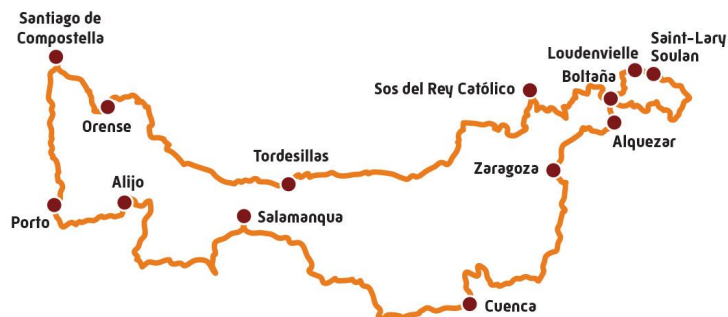 Santiago de
Compostella
Saint-Lary
Soulan
Loudenvielle
Boltaña
Sos del Rey Católico
Orense
Alquezar
Tordesillas
Zaragoza
Alijo
Porto
Salamanqua
Cuenca